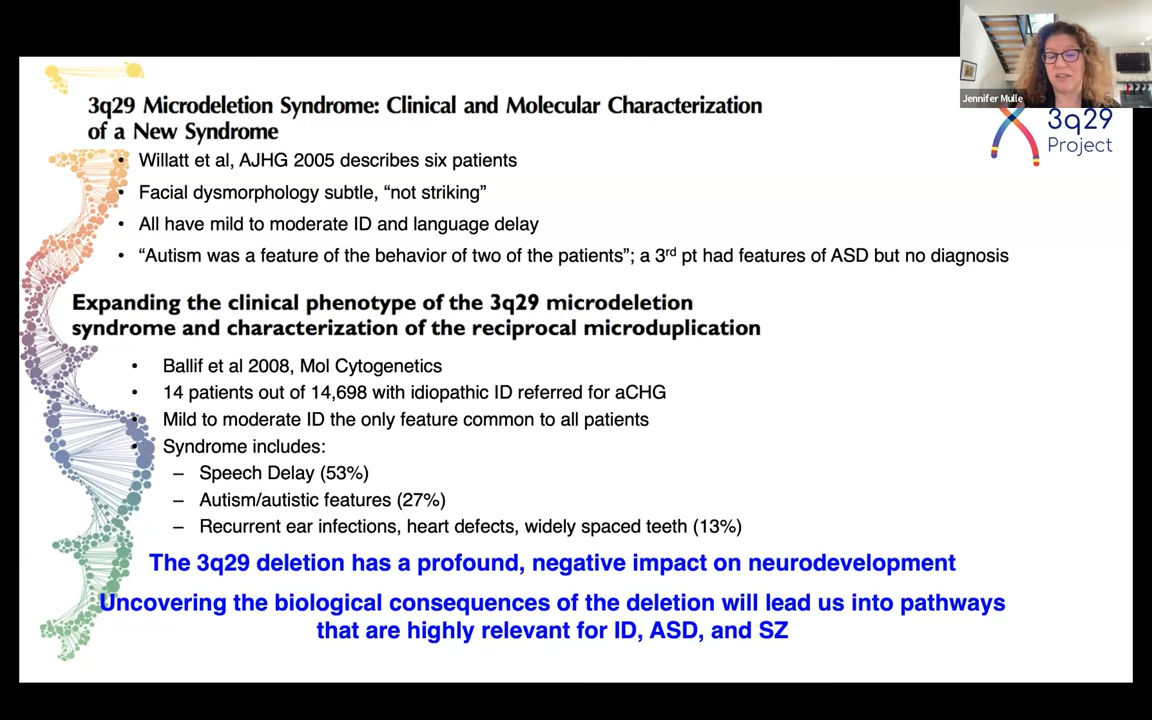 Jennifer Mulle
3q29
Project
3q29 Microdeletion Syndrome: Clinical and Molecular Characterization
of a New Syndrome
• Willatt et al, AJHG 2005 describes six patients
• Facial dysmorphology subtle, “not striking”
• All have mild to moderate ID and language delay
• “Autism was a feature of the behavior of two of the patients”; a 3rd pt had features of ASD but no diagnosis
Expanding the clinical phenotype of the 3q29 microdeletion
syndrome and characterization of the reciprocal microduplication
• Ballif et al 2008, Mol Cytogenetics
• 14 patients out of 14,698 with idiopathic ID referred for aCHG
• Mild to moderate ID the only feature common to all patients
• Syndrome includes:
– Speech Delay (53%)
– Autism/autistic features (27%)
– Recurrent ear infections, heart defects, widely spaced teeth (13%)
The 3q29 deletion has a profound, negative impact on neurodevelopment
Uncovering the biological consequences of the deletion will lead us into pathways
that are highly relevant for ID, ASD, and SZ